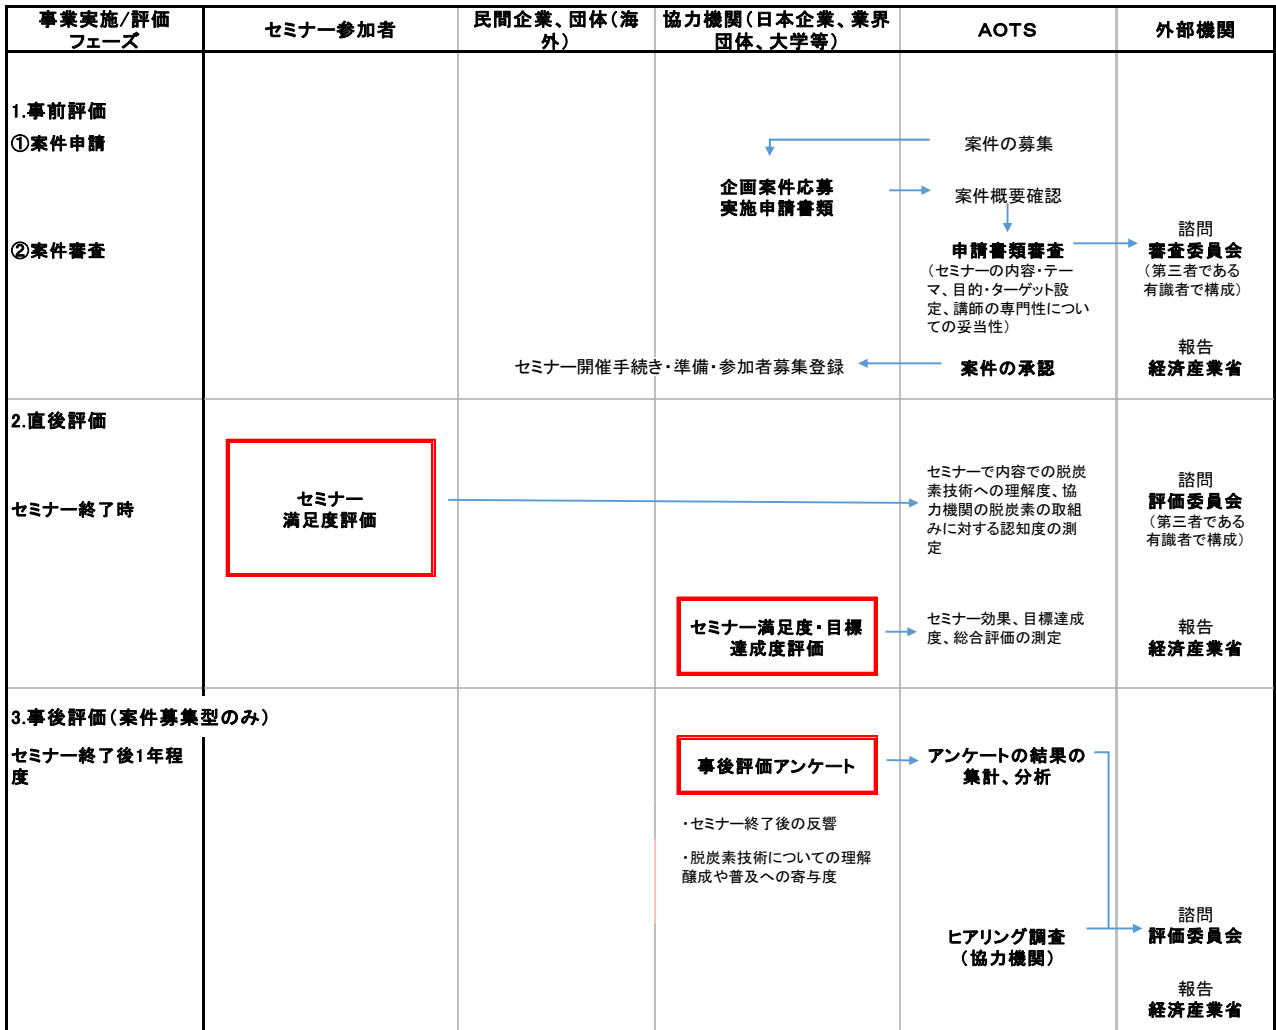 事業実施/評価
フェーズ
セミナー参加者
民間企業、団体（海
外）
協力機関（日本企業、業界
団体、大学等）
AOTS
外部機関
1.事前評価
①案件申請
案件の募集
企画案件応募
実施申請書類
案件概要確認
②案件審査
申請書類審査
（セミナーの内容・テー
マ、目的・ターゲット設
定、講師の専門性につい
ての妥当性）
諮問
審査委員会
（第三者である
有識者で構成）
セミナー開催手続き・準備・参加者募集登録
案件の承認
報告
経済産業省
2.直後評価
セミナー終了時
セミナー
満足度評価
セミナーで内容での脱炭
素技術への理解度、協
力機関の脱炭素の取組
みに対する認知度の測
定
諮問
評価委員会
（第三者である
有識者で構成）
セミナー満足度・目標
達成度評価
セミナー効果、目標達成
度、総合評価の測定
報告
経済産業省
3.事後評価（案件募集型のみ）
セミナー終了後1年程
度
事後評価アンケート
アンケートの結果の
集計、分析
・セミナー終了後の反響
・脱炭素技術についての理解
醸成や普及への寄与度
ヒアリング調査
（協力機関）
諮問
評価委員会
報告
経済産業省